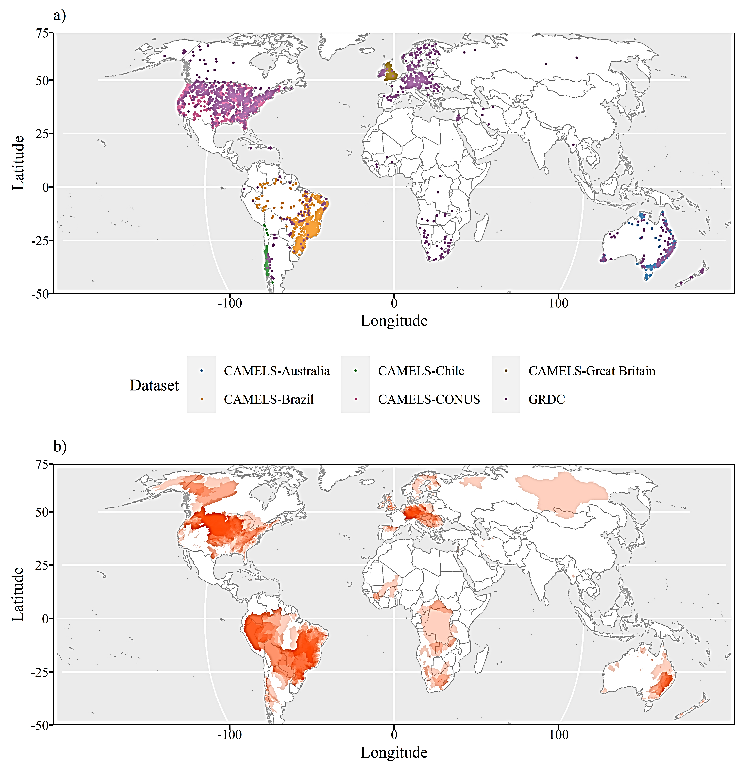 a)
75
50
25
0
-25
-50
Latitude
-100 0 100
Longitude
Dataset
CAMELS-Australia CAMELS-Chile CAMELS-Great Britain
CAMELS-Brazil CAMELS-CONUS GRDC
b)
75
50
25
0
-25
-50
Latitude
-100 0 100
Longitude